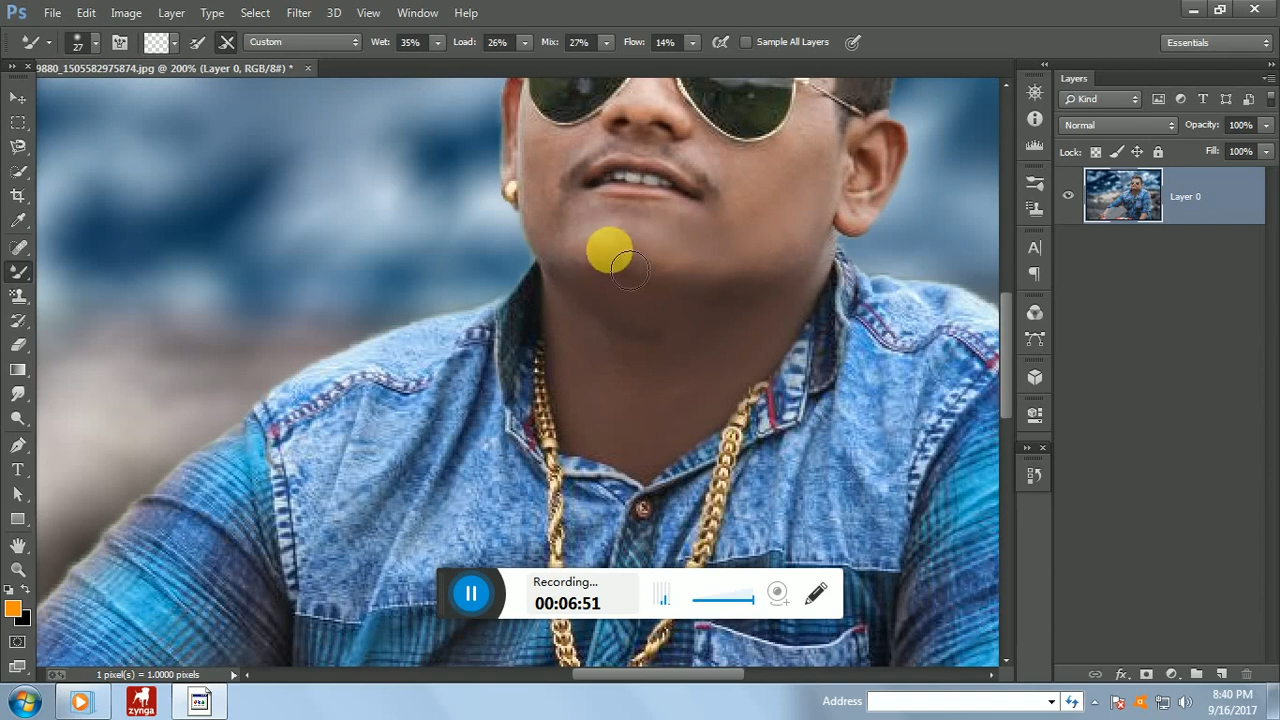 Ps File Edit Image Layer Type Select Filter 3D View Window Help
27 Custom Wet: 35% Load: 26% Mix: 27% Flow: 14% Sample All Layers Essentials
9880_1505582975874.jpg @ 200% (Layer 0, RGB/8#) * ×
Layers
Kind
Normal Opacity: 100%
Lock: Fill: 100%
Layer 0
Recording...
00:06:51
1 pixel(s) = 1.0000 pixels
zynga
Address
8:40 PM
9/16/2017